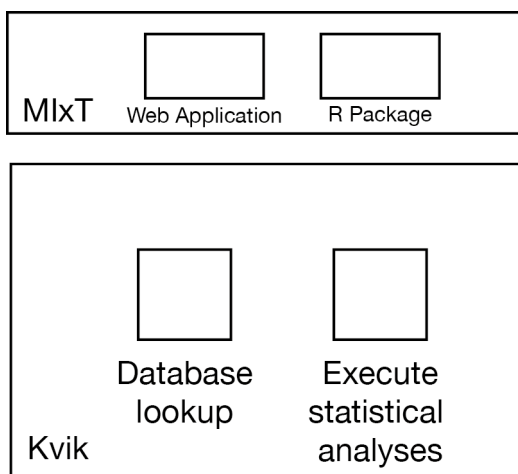 MIxT
Web Application
R Package
Database
lookup
Execute
statistical
analyses
Kvik